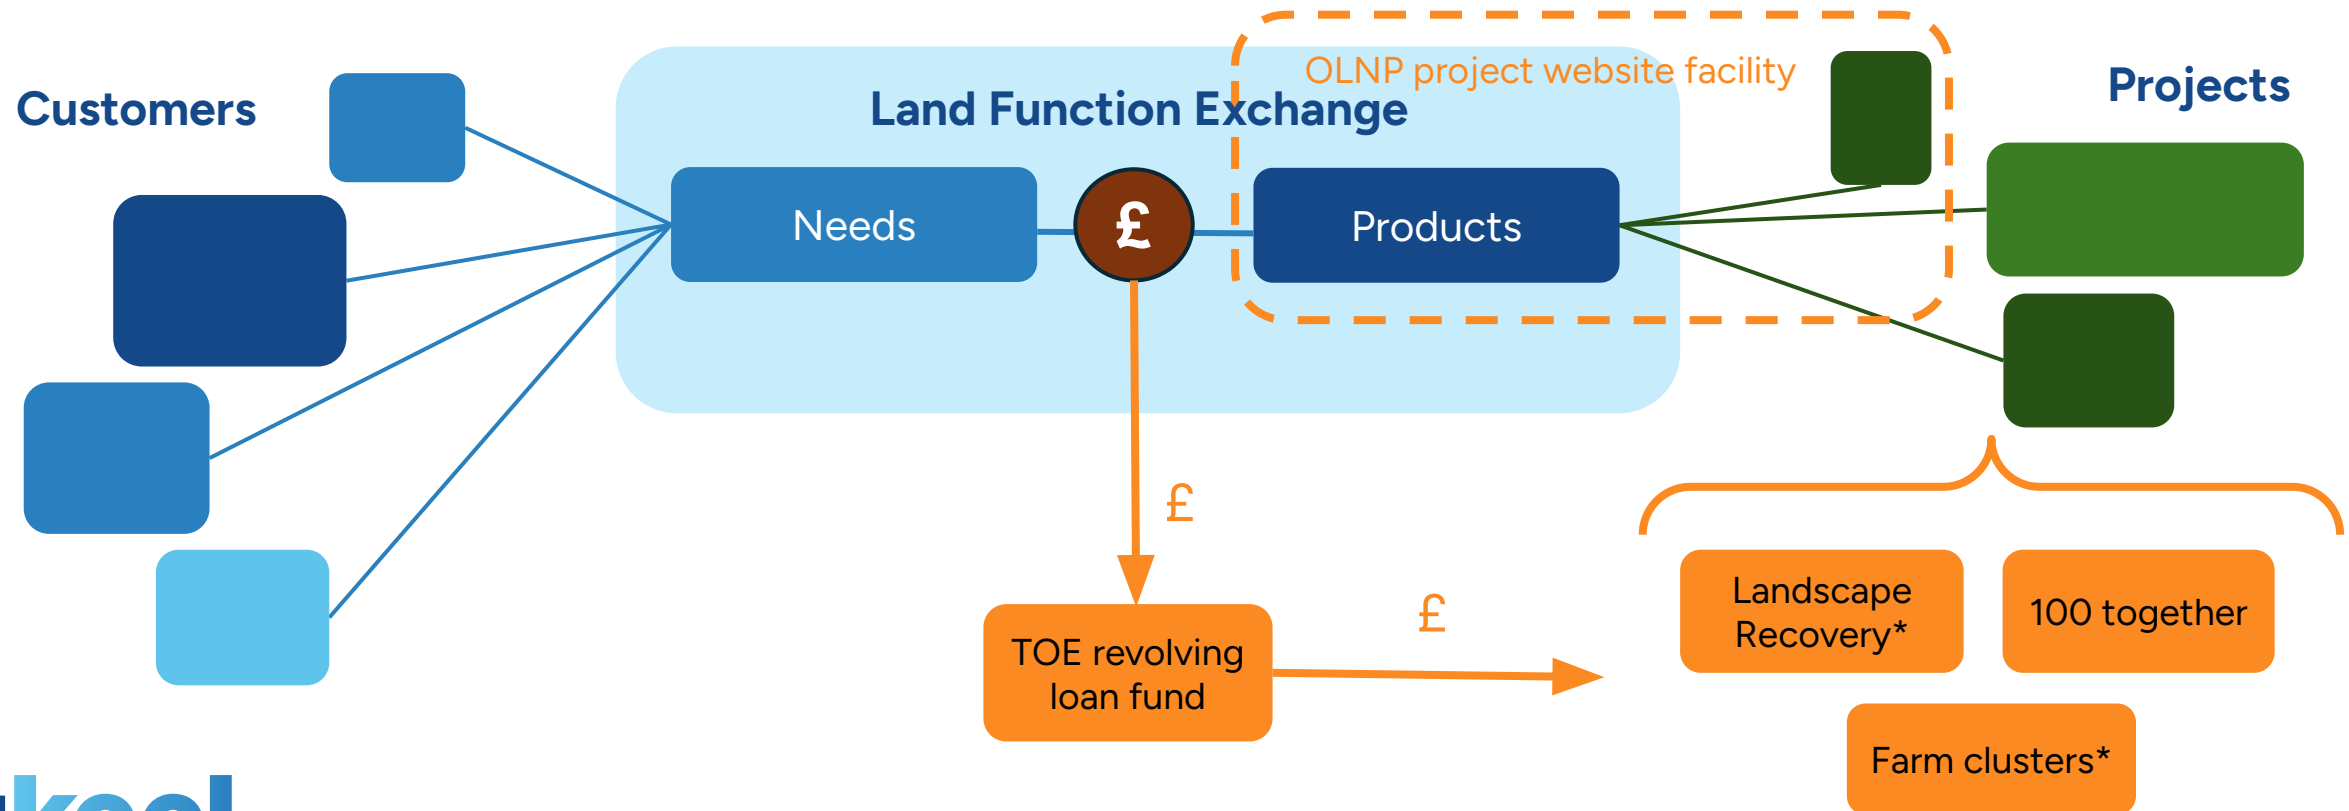 OLNP project website facility
Customers
Land Function Exchange
Projects
Needs
£
Products
£
£
Landscape
Recovery*
100 together
TOE revolving
loan fund
Farm clusters*